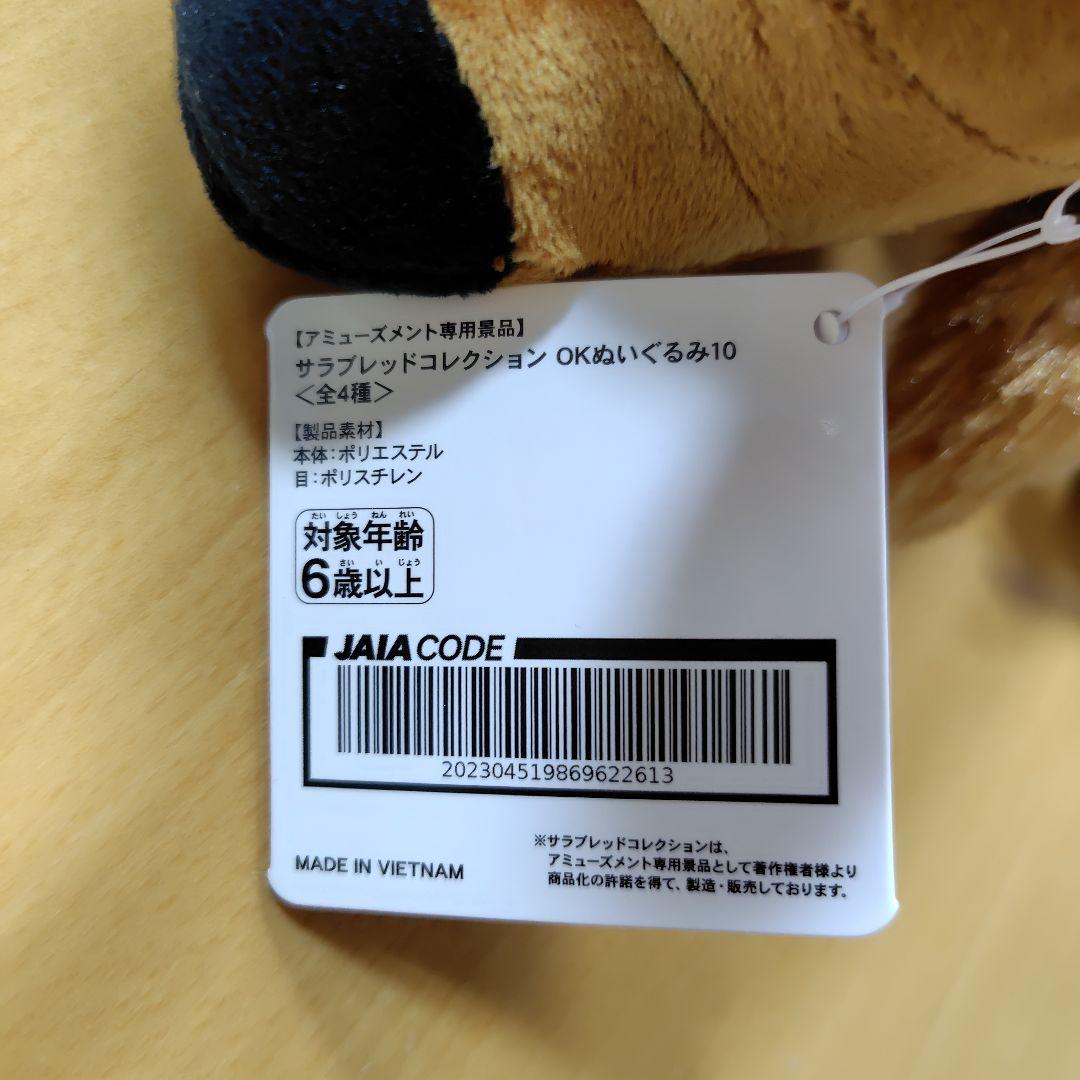 【アミューズメント専用景品】
サラブレッドコレクション OKぬいぐるみ10
＜全4種＞
【製品素材】
本体：ポリエステル
目：ポリスチレン
たいしょうねんれい
対象年齢
さいいじょう
6歳以上
JAIA CODE
202304519869622613
MADE IN VIETNAM
※サラブレッドコレクションは、
アミューズメント専用景品として著作権者様より
商品化の許諾を得て、製造・販売しております。